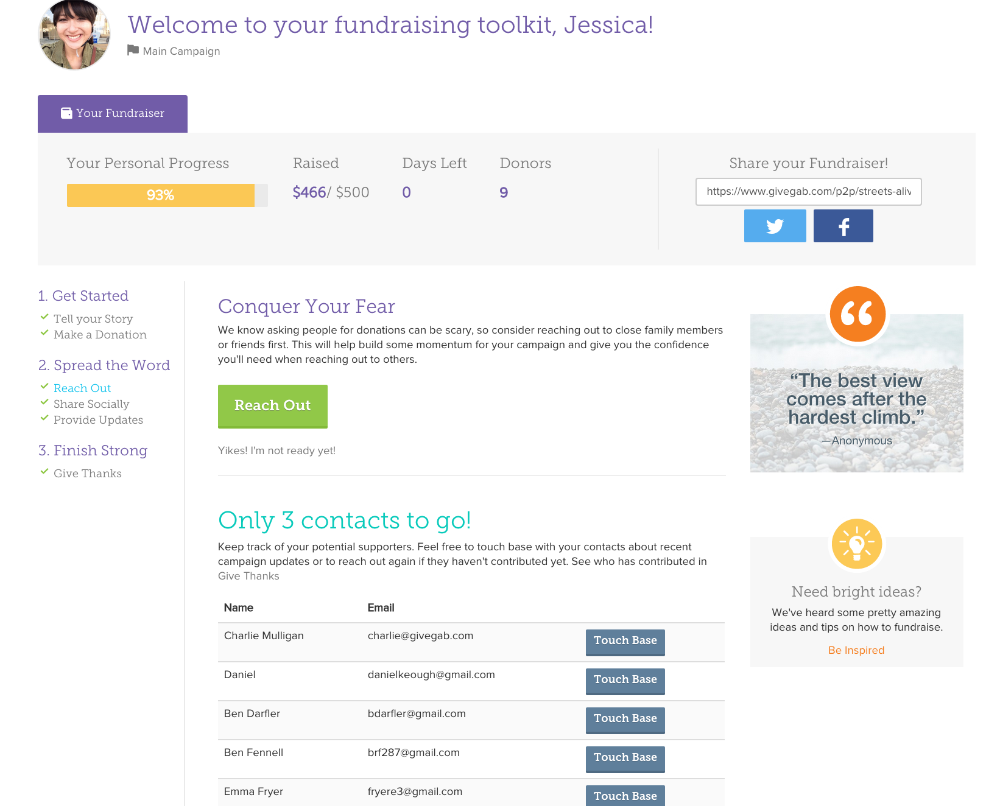 Welcome to your fundraising toolkit, Jessica!
Main Campaign
Your Fundraiser
Your Personal Progress
93%
Raised
$466/ $500
Days Left
0
Donors
9
Share your Fundraiser!
https://www.givegab.com/p2p/streets-aliv
1. Get Started
Tell your Story
Make a Donation
2. Spread the Word
Reach Out
Share Socially
Provide Updates
3. Finish Strong
Give Thanks
Conquer Your Fear
We know asking people for donations can be scary, so consider reaching out to close family members
or friends first. This will help build some momentum for your campaign and give you the confidence
you'll need when reaching out to others.
Reach Out
Yikes! I'm not ready yet!
“The best view
comes after the
hardest climb.”
—Anonymous
Only 3 contacts to go!
Keep track of your potential supporters. Feel free to touch base with your contacts about recent
campaign updates or to reach out again if they haven't contributed yet. See who has contributed in
Give Thanks
Name Email
Charlie Mulligan charlie@givegab.com Touch Base
Daniel danielkeough@gmail.com Touch Base
Ben Darfler bdarfler@gmail.com Touch Base
Ben Fennell brf287@gmail.com Touch Base
Emma Fryer fryere3@gmail.com Touch Base
Need bright ideas?
We've heard some pretty amazing
ideas and tips on how to fundraise.
Be Inspired